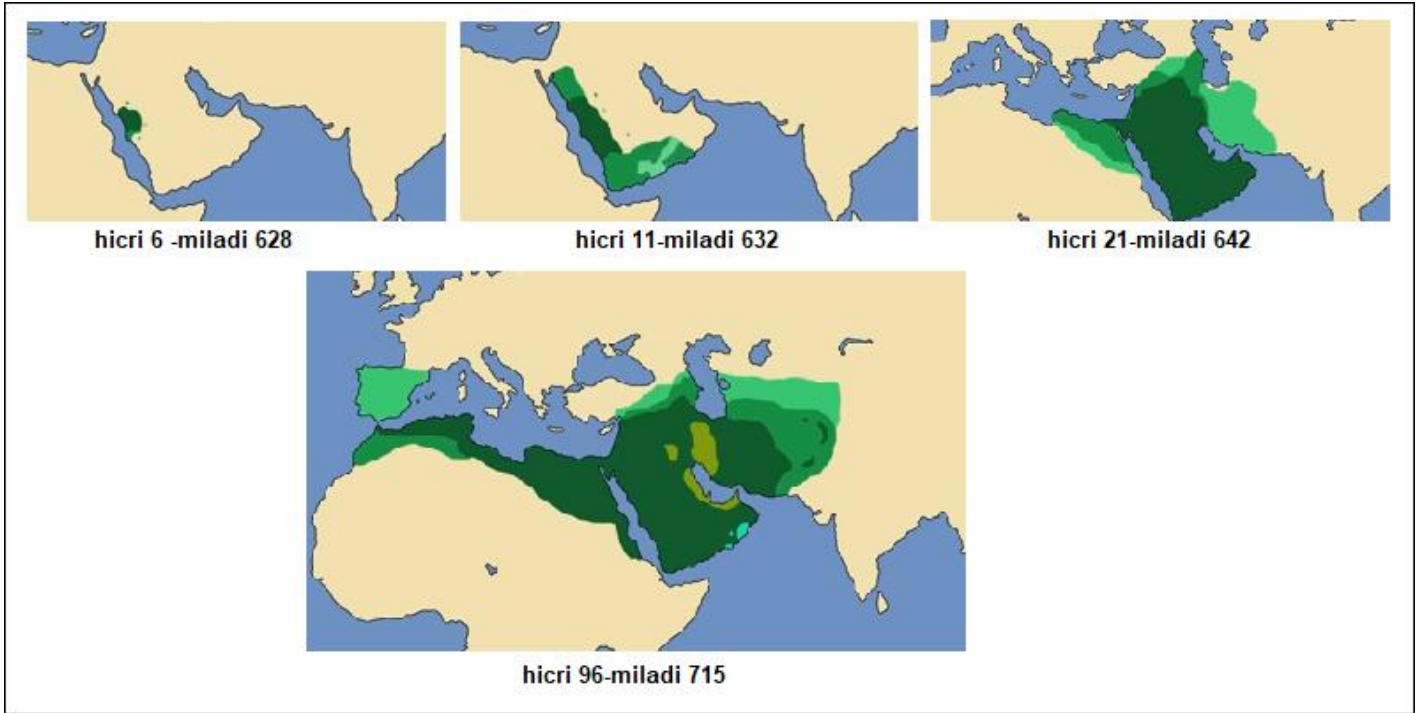 hicri 6 -miladi 628
hicri 11-miladi 632
hicri 21-miladi 642
hicri 96-miladi 715